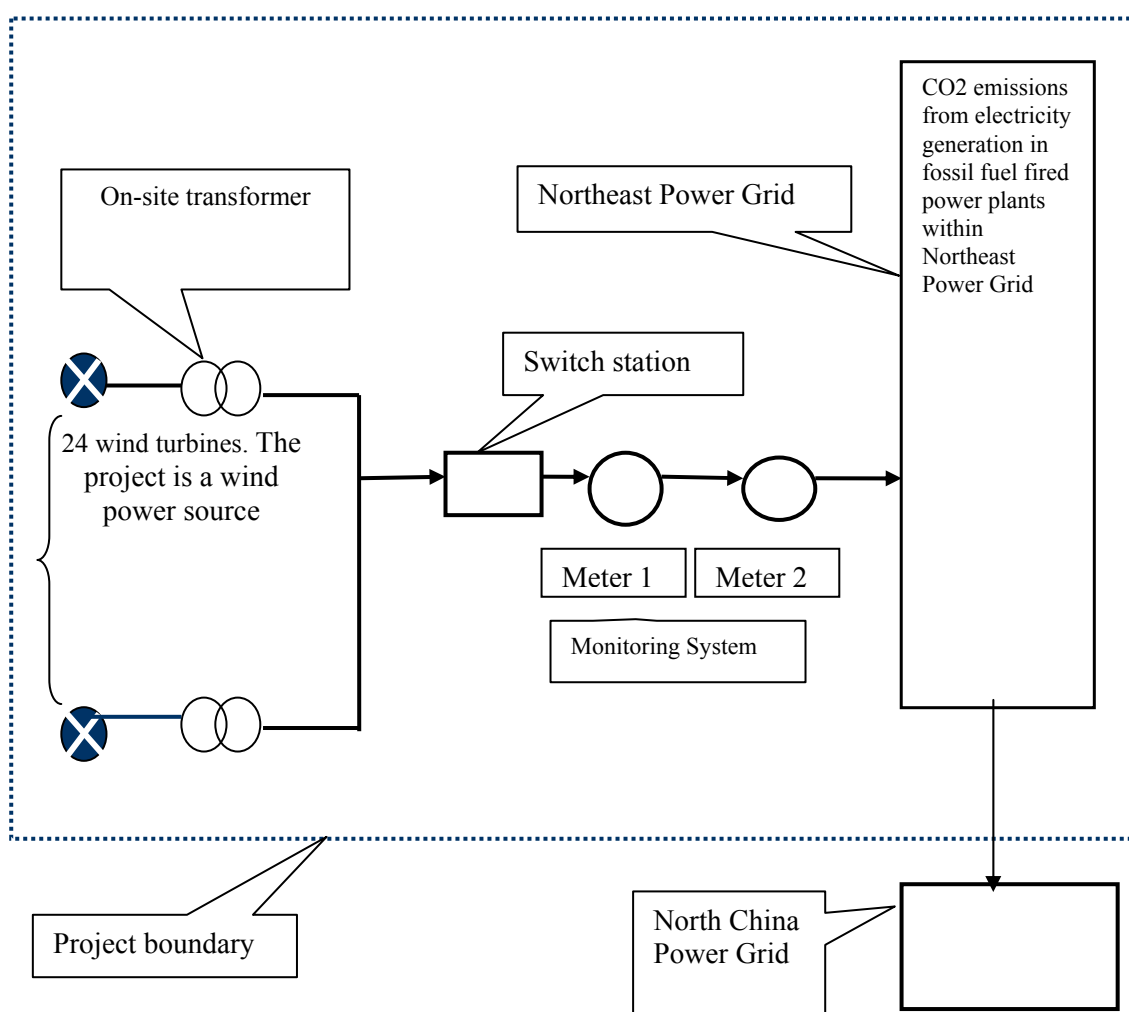 CO2 emissions
from electricity
generation in
fossil fuel fired
power plants
within
Northeast
Power Grid
On-site transformer
Northeast Power Grid
Switch station
24 wind turbines. The
project is a wind
power source
Meter 1
Meter 2
Monitoring System
Project boundary
North China
Power Grid